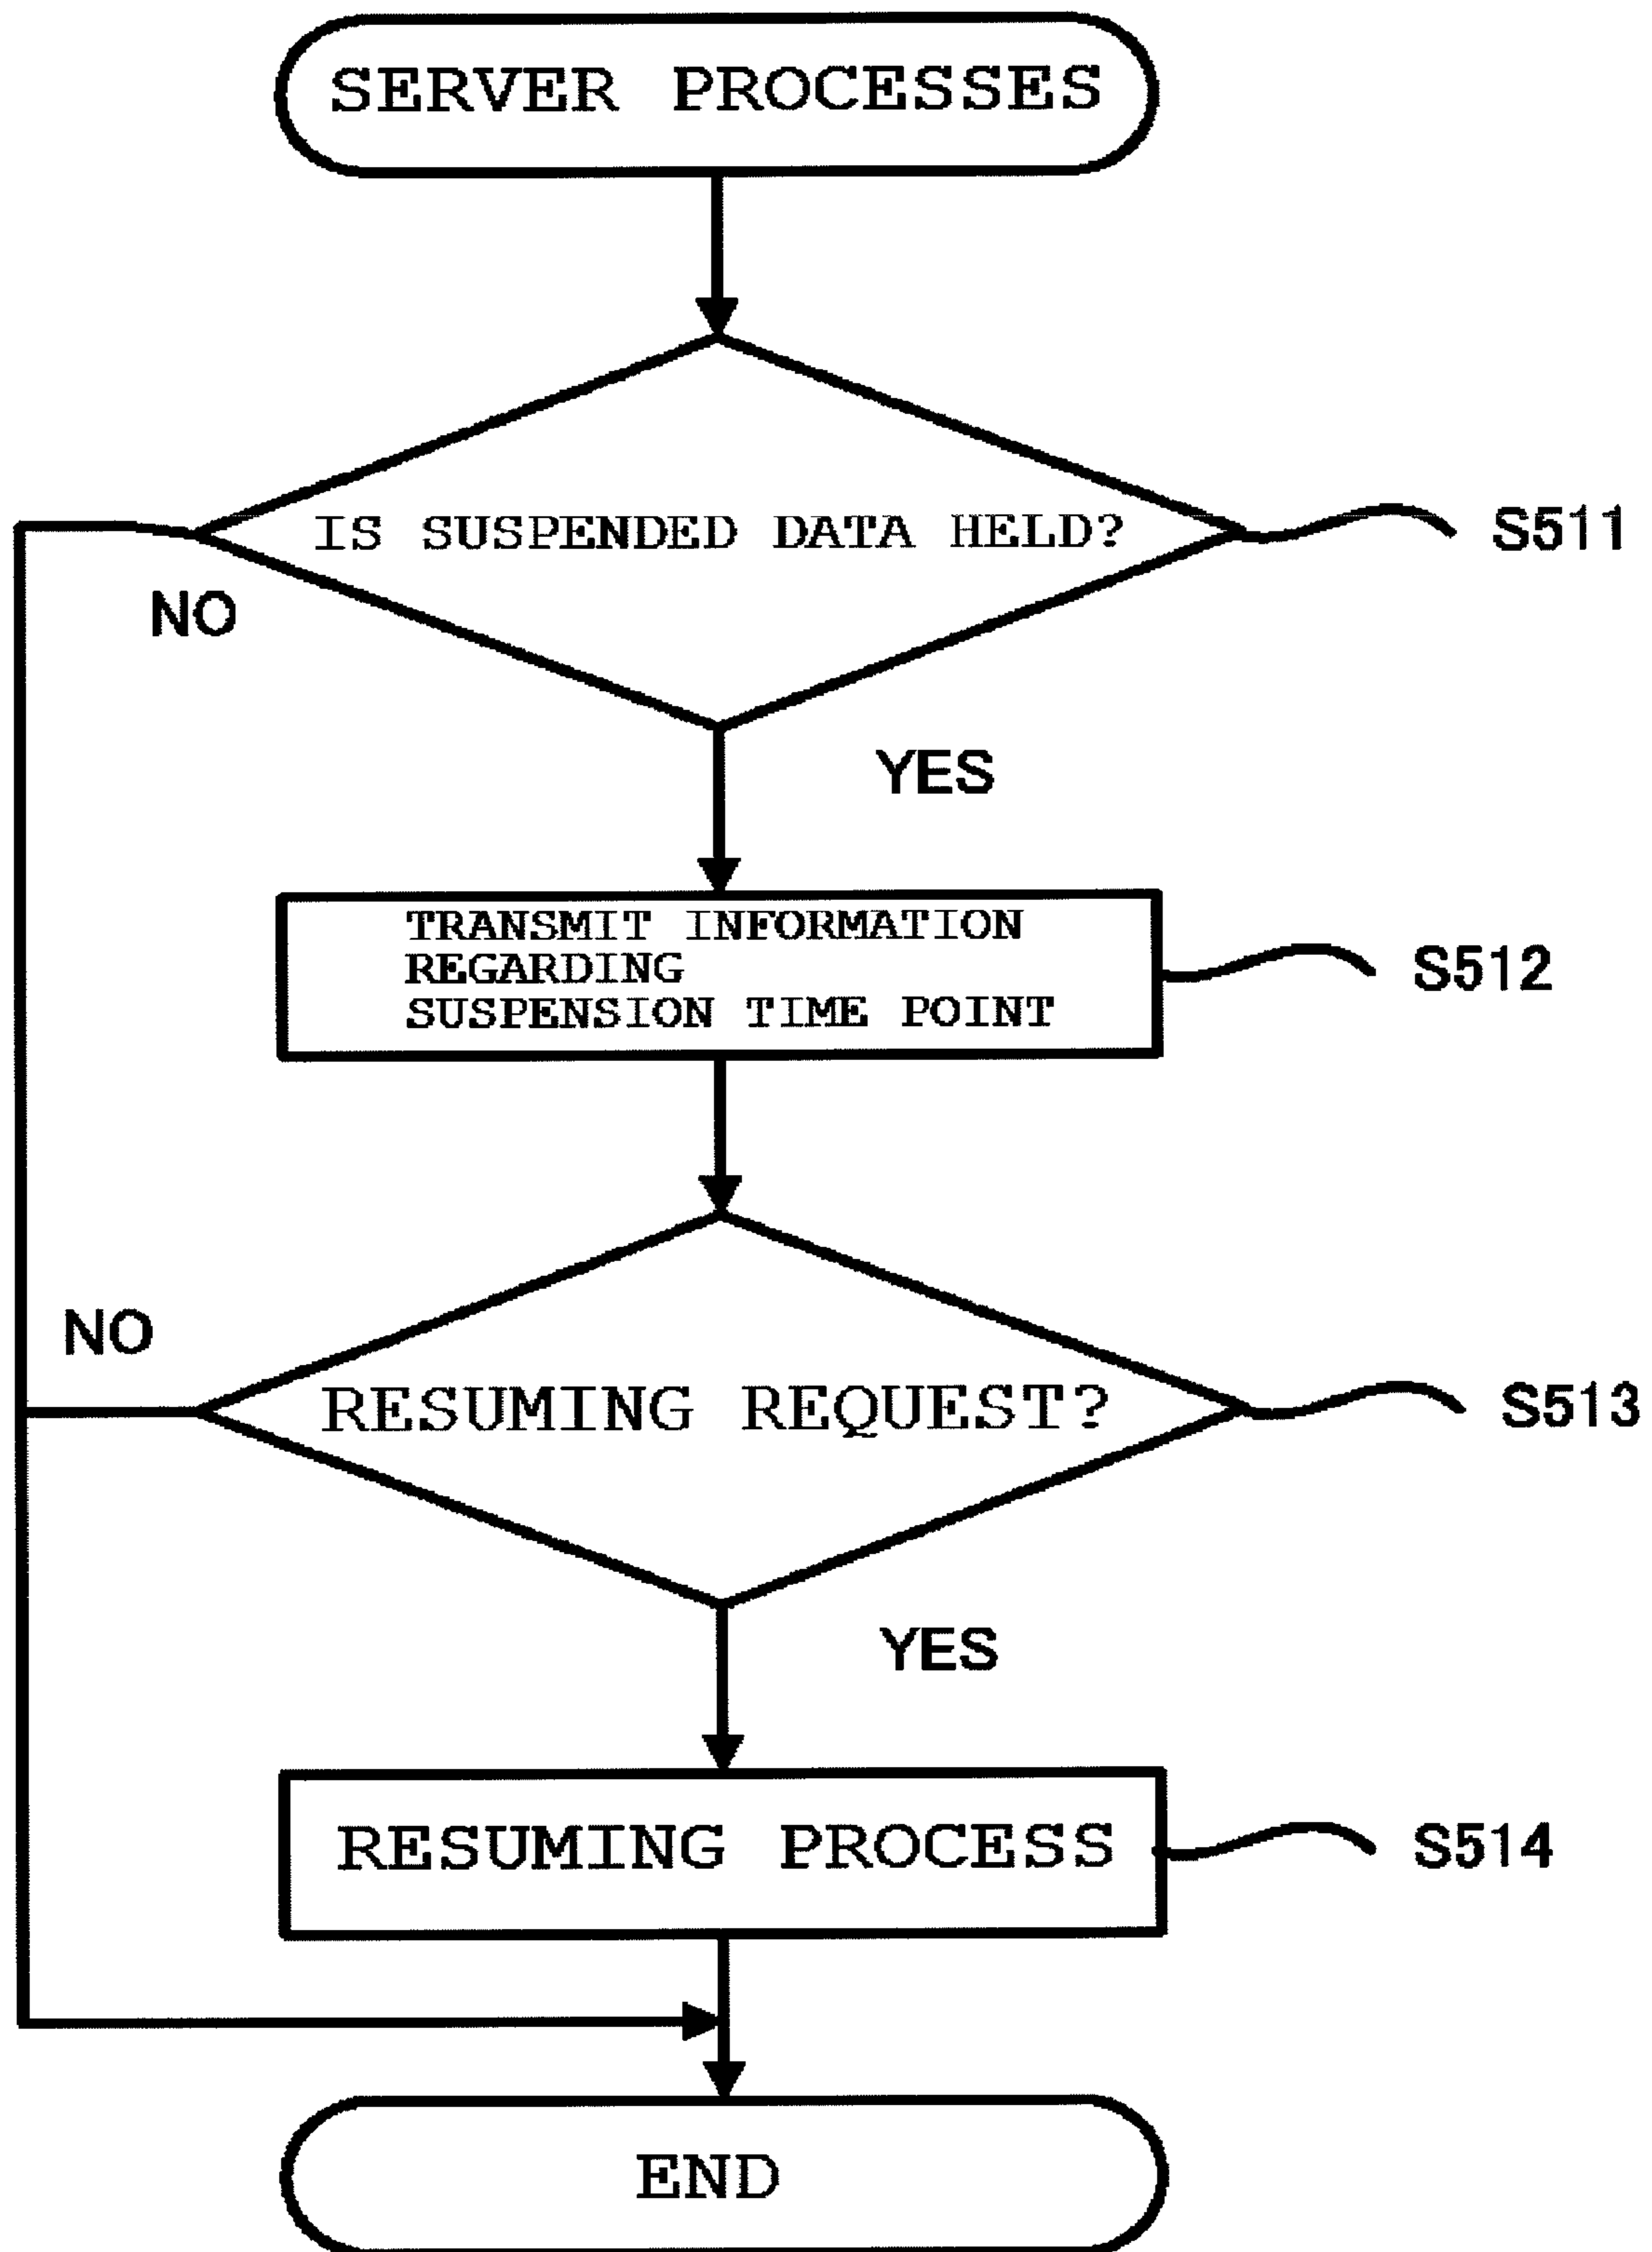 SERVER PROCESSES
IS SUSPENDED DATA HELD?
S511
NO
YES
TRANSMIT INFORMATION
REGARDING
SUSPENSION TIME POINT
S512
NO
RESUMING REQUEST?
S513
YES
RESUMING PROCESS
S514
END